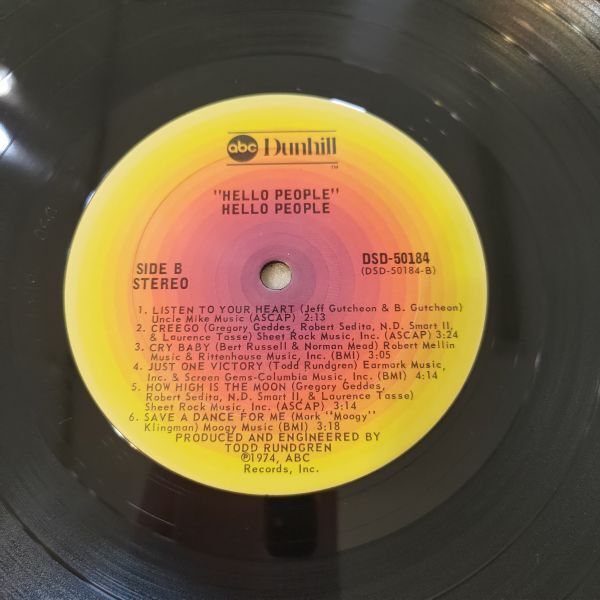 abc Dunhill
TM
"HELLO PEOPLE"
HELLO PEOPLE
SIDE B
STEREO
DSD-50184
(DSD-50184-B)
1. LISTEN TO YOUR HEART (Jeff Gutcheon & B. Gutcheon)
Uncle Mike Music (ASCAP) 2:13
2. CREEGO (Gregory Geddes, Robert Sedita, N.D. Smart II,
& Laurence Tasse) Sheet Rock Music, Inc. (ASCAP) 3:24
3. CRY BABY (Bert Russell & Norman Mead) Robert Mellin
Music & Rittenhouse Music, Inc. (BMI) 3:05
4. JUST ONE VICTORY (Todd Rundgren) Earmark Music,
Inc. & Screen Gems-Columbia Music, Inc. (BMI) 4:14
5. HOW HIGH IS THE MOON (Gregory Geddes,
Robert Sedita, N.D. Smart II, & Laurence Tasse)
Sheet Rock Music, Inc. (ASCAP) 3:14
6. SAVE A DANCE FOR ME (Mark "Moogy"
Klingman) Moogy Music (BMI) 3:18
PRODUCED AND ENGINEERED BY
TODD RUNDGREN
℗1974, ABC
Records, Inc.